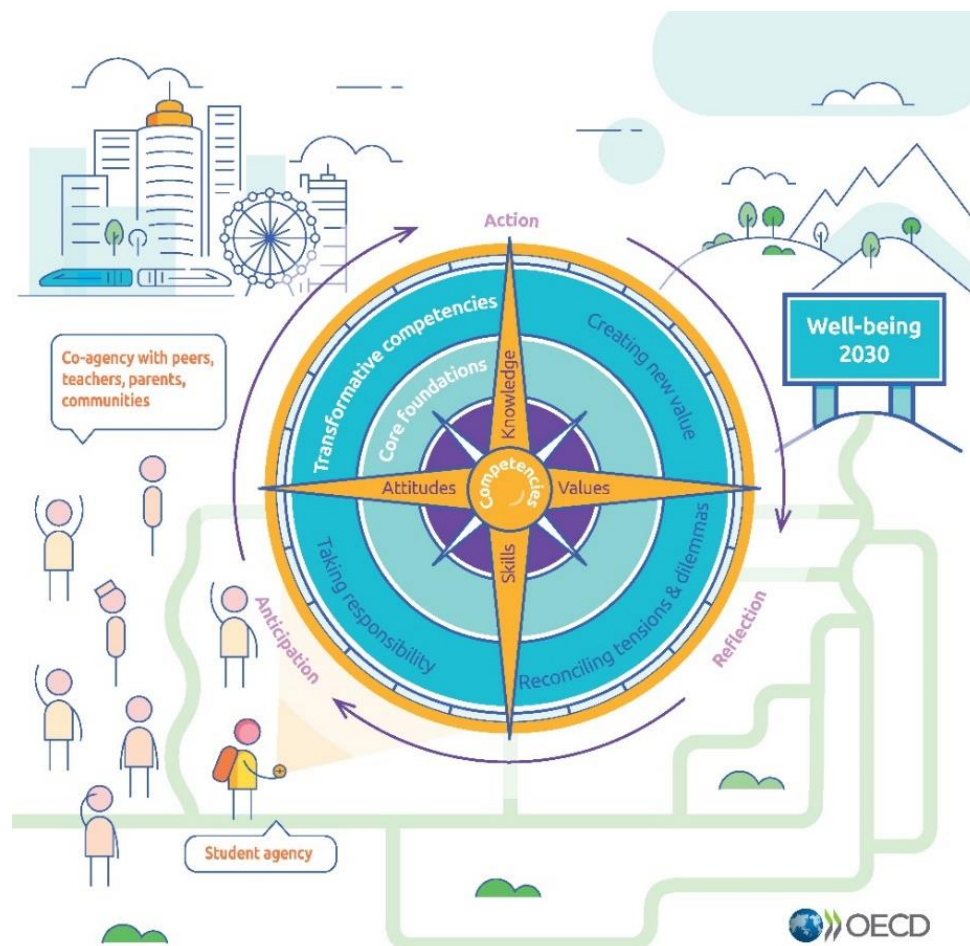 Action
Transformative competencies
Creating new value
Core foundations
Knowledge
Well-being
2030
Co-agency with peers,
teachers, parents,
communities
Attitudes
Competencies
Values
Skills
Taking responsibility
Reconciling tensions & dilemmas
Anticipation
Reflection
Student agency
OECD